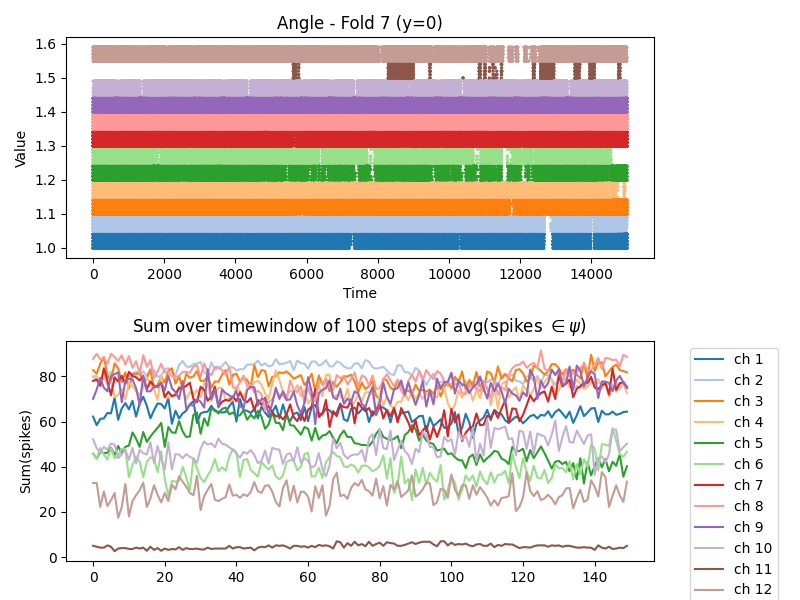 Angle - Fold 7 (y=0)
1.6
1.5
1.4
1.3
1.2
1.1
1.0
Value
0 2000 4000 6000 8000 10000 12000 14000
Time
Sum over timewindow of 100 steps of avg(spikes ∈ ψ)
80
60
40
20
0
Sum(spikes)
0 20 40 60 80 100 120 140
ch 1
ch 2
ch 3
ch 4
ch 5
ch 6
ch 7
ch 8
ch 9
ch 10
ch 11
ch 12